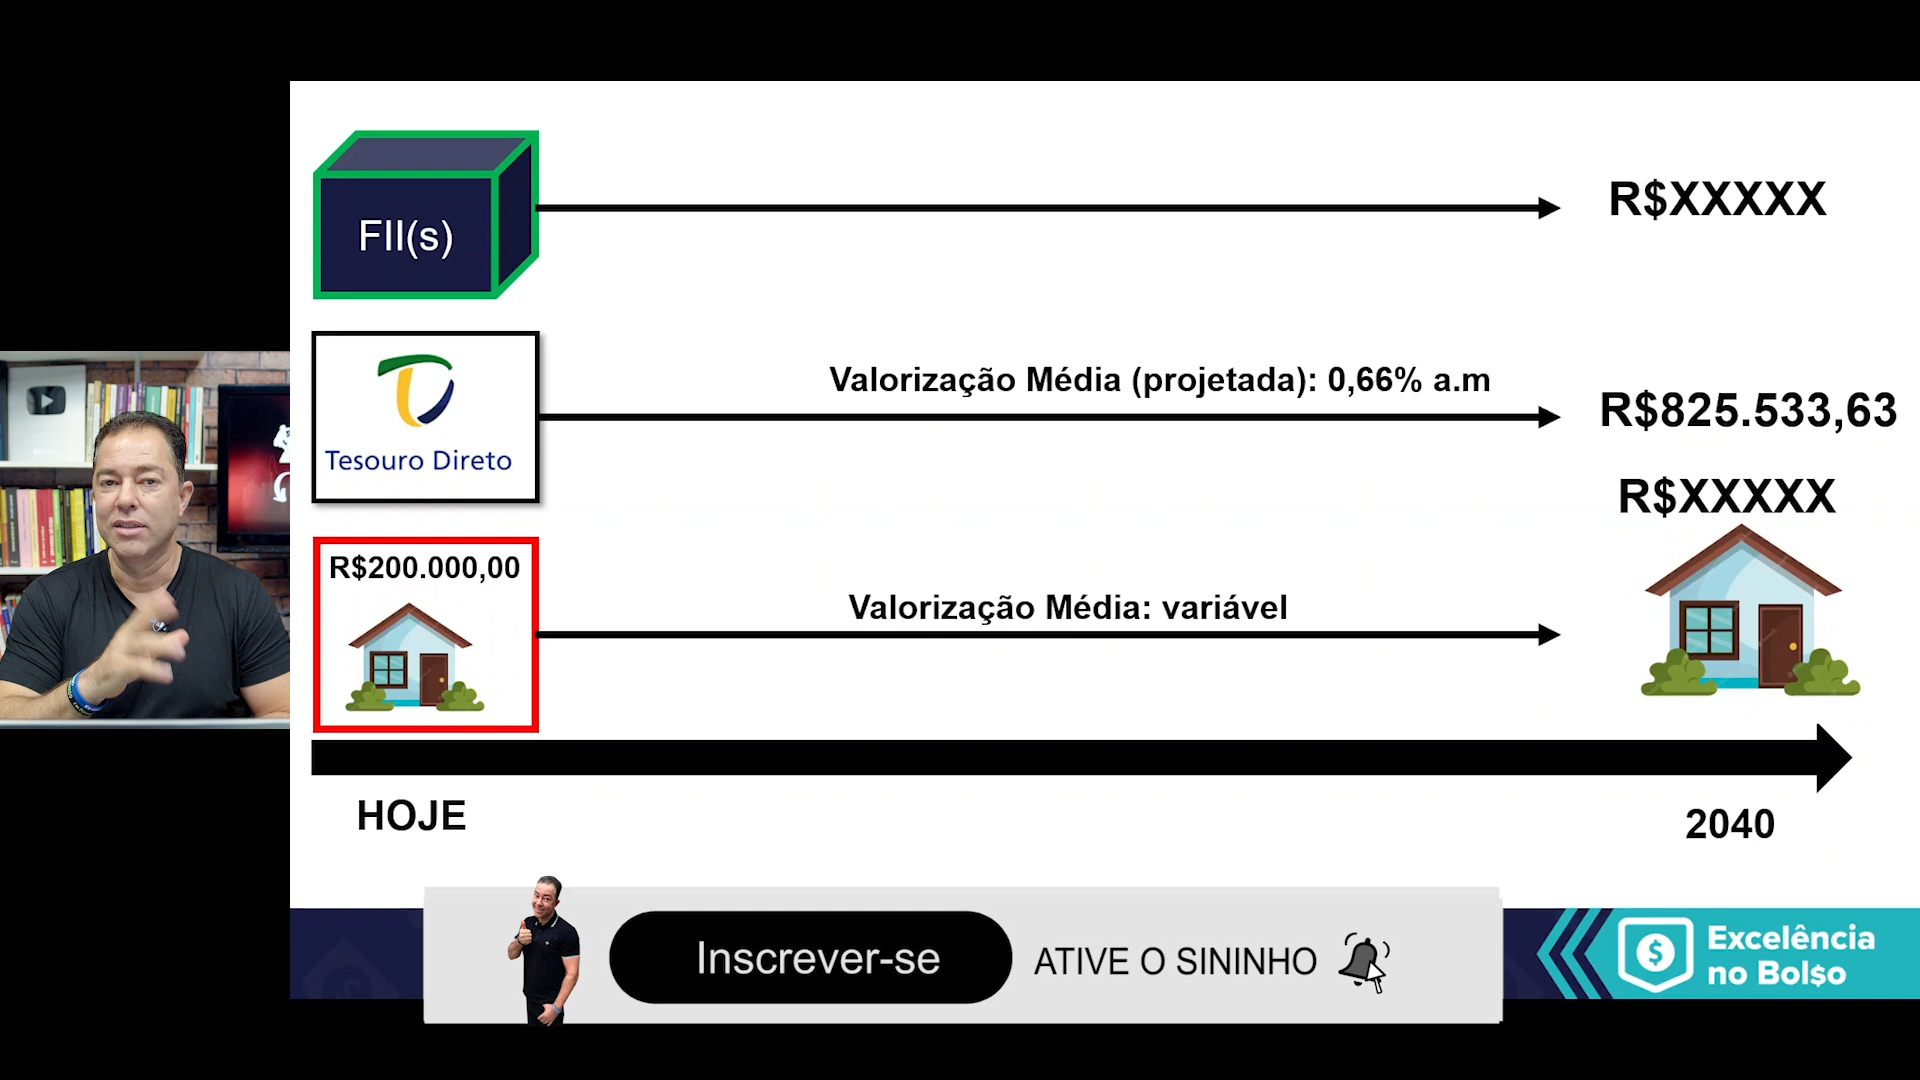 FII(s)
R$XXXXX
Valorização Média (projetada): 0,66% a.m
R$825.533,63
Tesouro Direto
R$XXXXX
R$200.000,00
Valorização Média: variável
HOJE
2040
Inscrever-se
ATIVE O SININHO
Excelência
no Bol$o